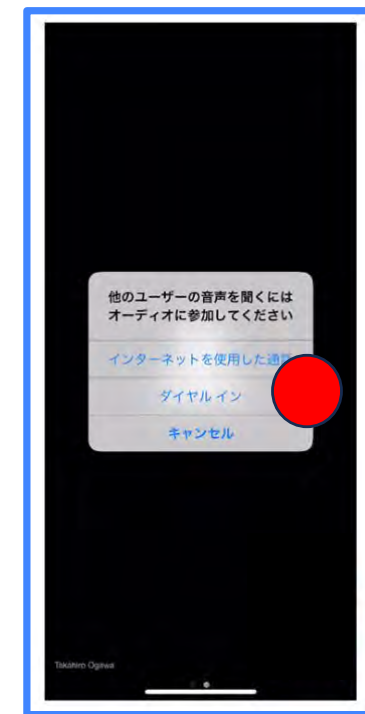 他のユーザーの音声を聞くには
オーディオに参加してください
インターネットを使用した通
ダイヤル イン
キャンセル
Takahiro Ogawa